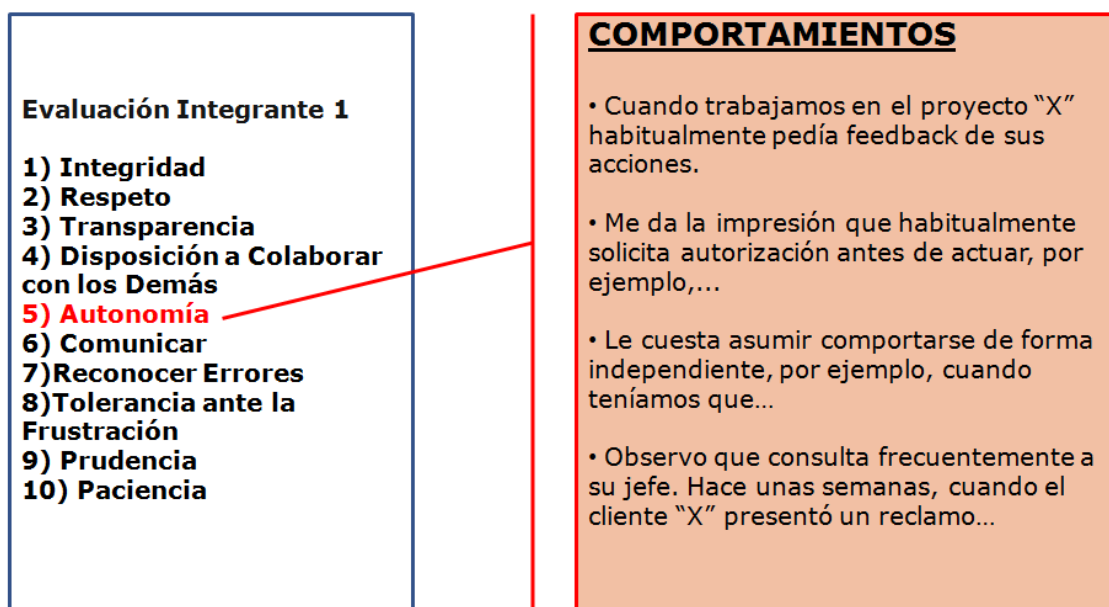 Evaluación Integrante 1
1) Integridad
2) Respeto
3) Transparencia
4) Disposición a Colaborar
con los Demás
5) Autonomía
6) Comunicar
7)Reconocer Errores
8)Tolerancia ante la
Frustración
9) Prudencia
10) Paciencia
COMPORTAMIENTOS
• Cuando trabajamos en el proyecto “X”
habitualmente pedía feedback de sus
acciones.
• Me da la impresión que habitualmente
solicita autorización antes de actuar, por
ejemplo,...
• Le cuesta asumir comportarse de forma
independiente, por ejemplo, cuando
teníamos que…
• Observo que consulta frecuentemente a
su jefe. Hace unas semanas, cuando el
cliente “X” presentó un reclamo…